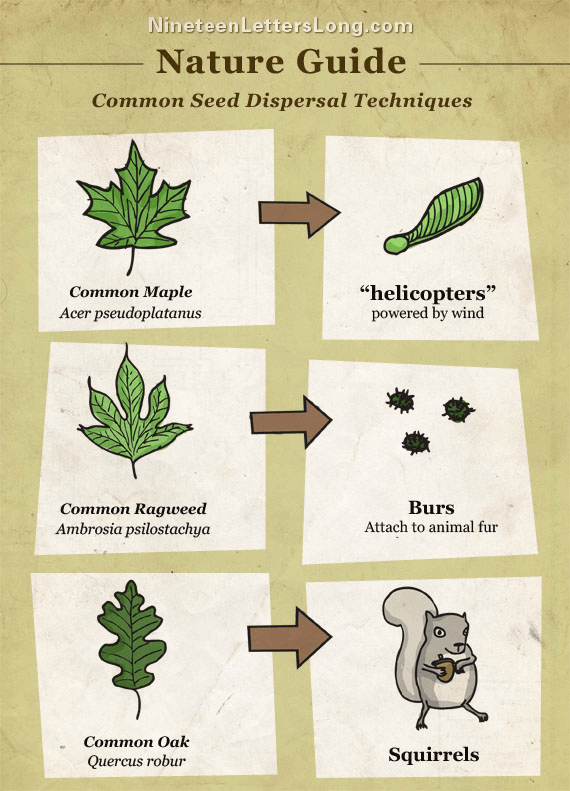 NineteenLettersLong.com
Nature Guide
Common Seed Dispersal Techniques
Common Maple
Acer pseudoplatanus
“helicopters”
powered by wind
Common Ragweed
Ambrosia psilostachya
Burs
Attach to animal fur
Common Oak
Quercus robur
Squirrels